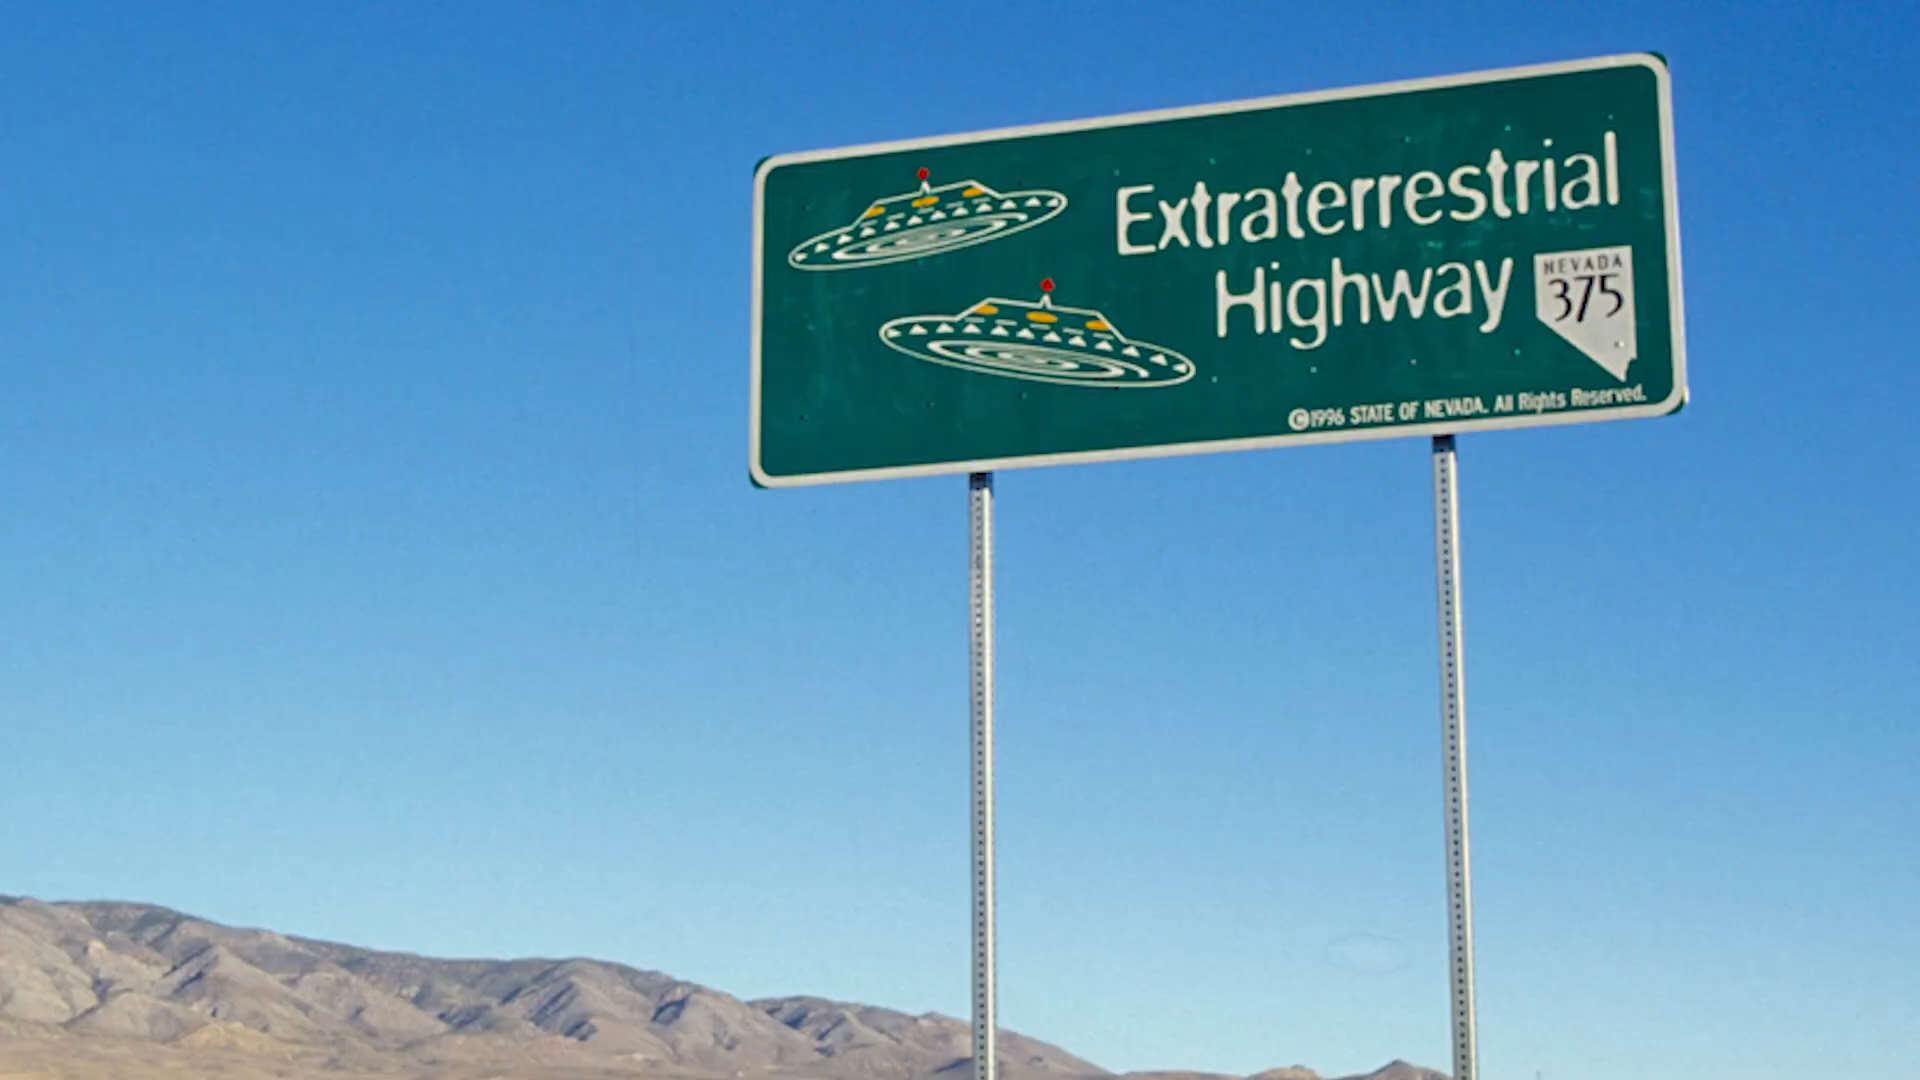 Extraterrestrial
Highway
NEVADA
375
©1996 STATE OF NEVADA. All Rights Reserved.